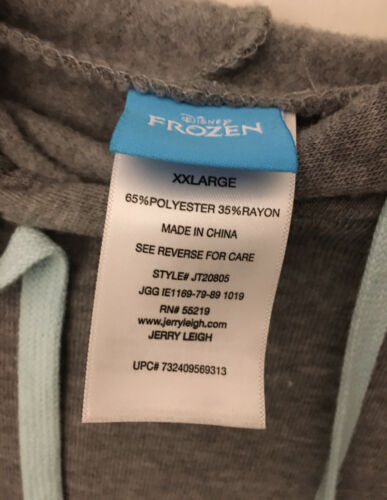 DISNEY
FROZEN
XXLARGE
65%POLYESTER 35%RAYON
MADE IN CHINA
SEE REVERSE FOR CARE
STYLE# JT20805
JGG IE1169-79-89 1019
RN# 55219
www.jerryleigh.com
JERRY LEIGH
UPC# 732409569313